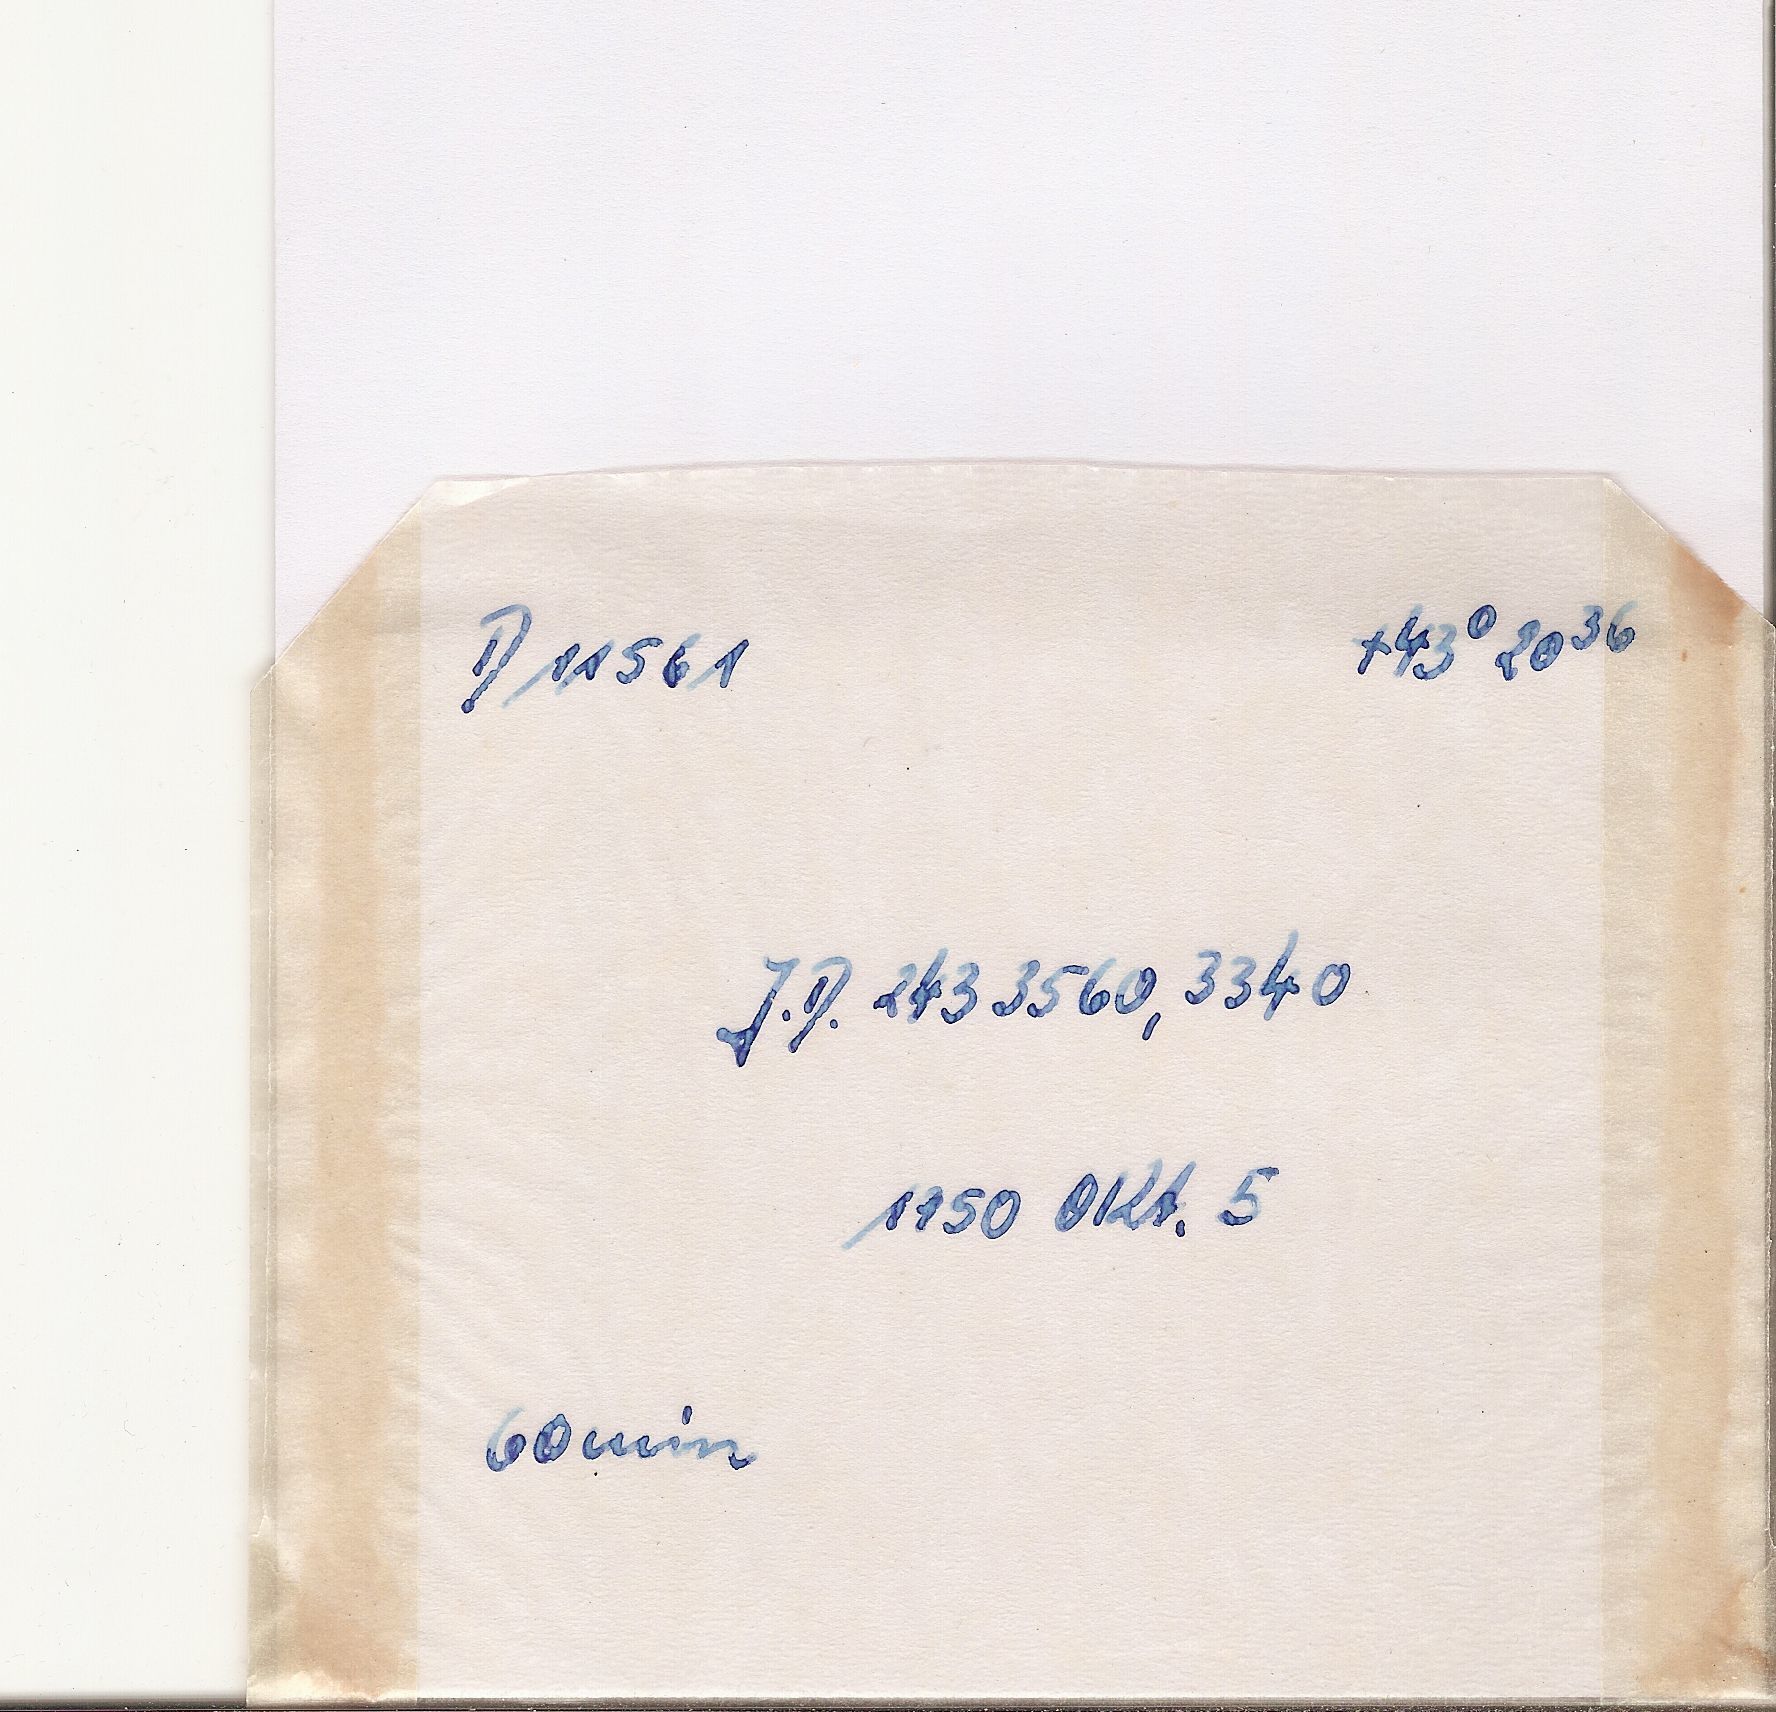 D 11561 +43° 20³⁶
J.D. 2433560,3340
1950 Okt. 5
60 min